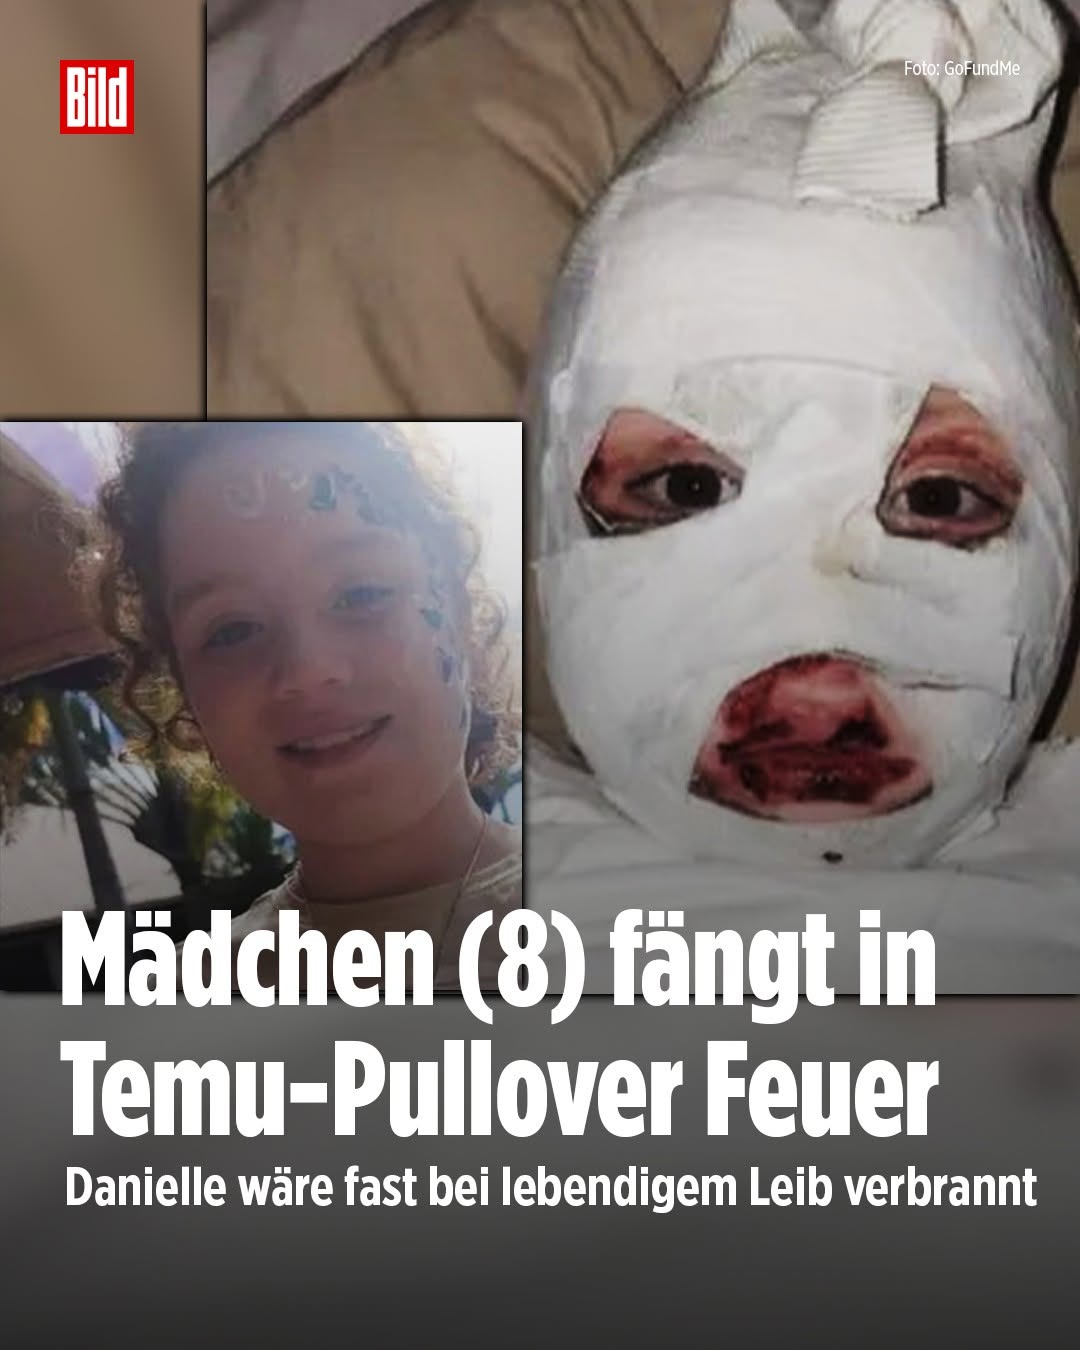 Bild
Foto: GoFundMe
Mädchen (8) fängt in
Temu-Pullover Feuer
Danielle wäre fast bei lebendigem Leib verbrannt